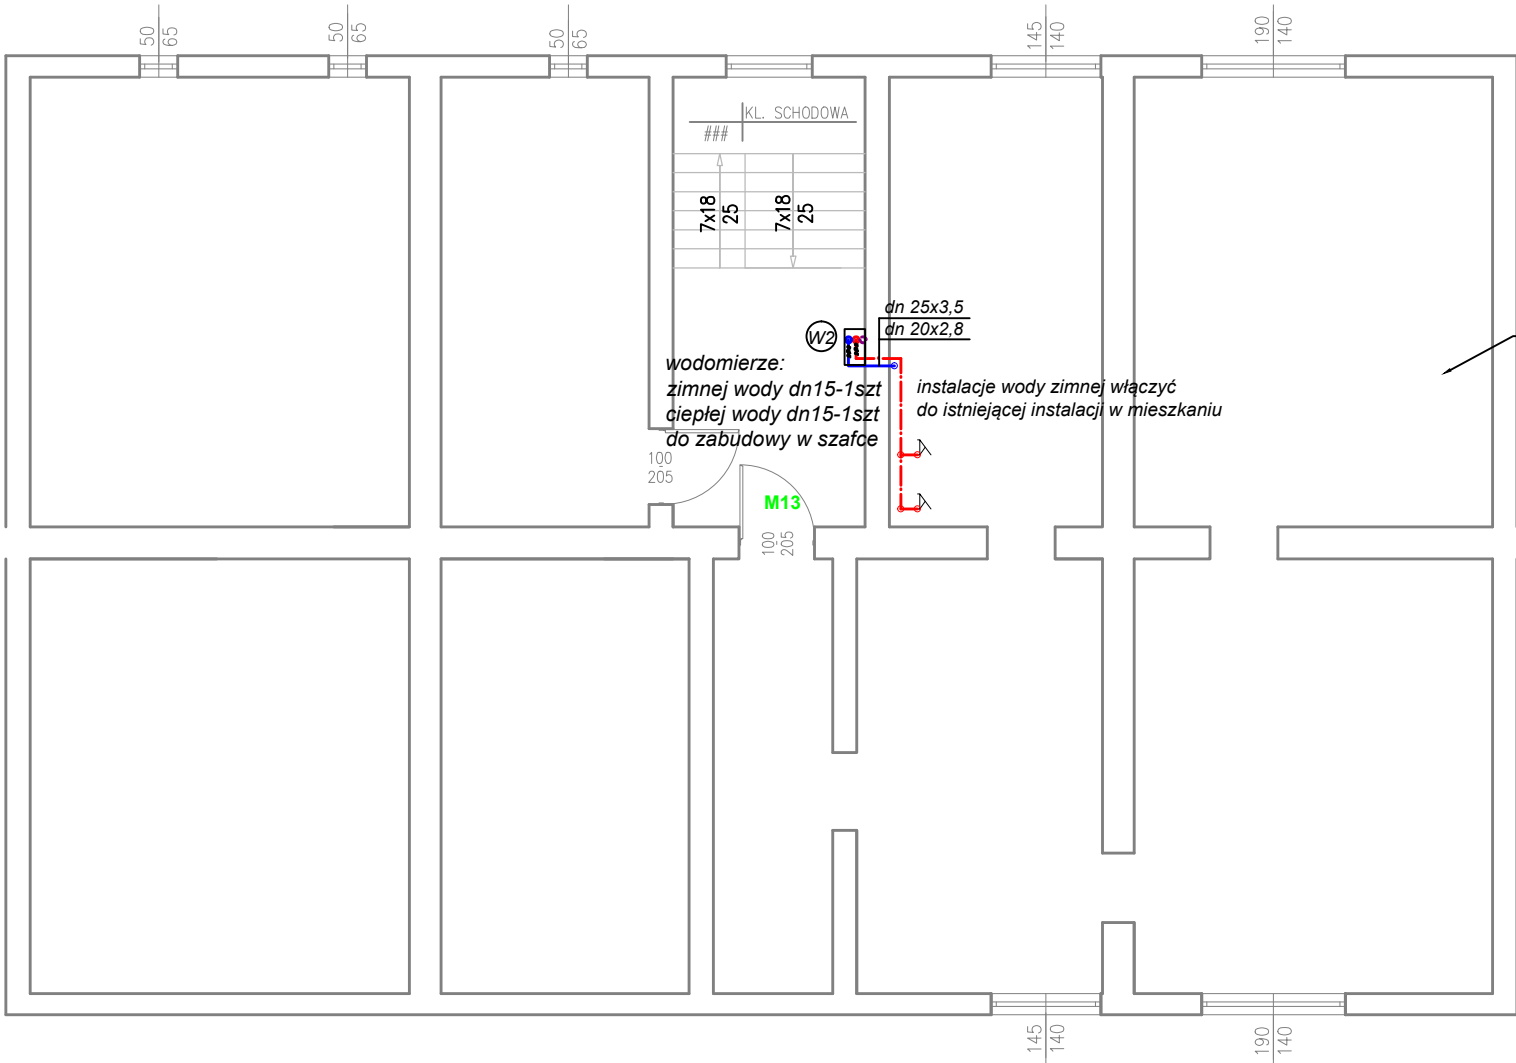 50
65
50
65
50
65
145
140
190
140
KL. SCHODOWA
###
7x18
25
7x18
25
dn 25x3,5
dn 20x2,8
W2
wodomierze:
zimnej wody dn15-1szt
ciepłej wody dn15-1szt
do zabudowy w szafce
instalacje wody zimnej włączyć
do istniejącej instalacji w mieszkaniu
100
205
M13
100
205
145
140
190
140